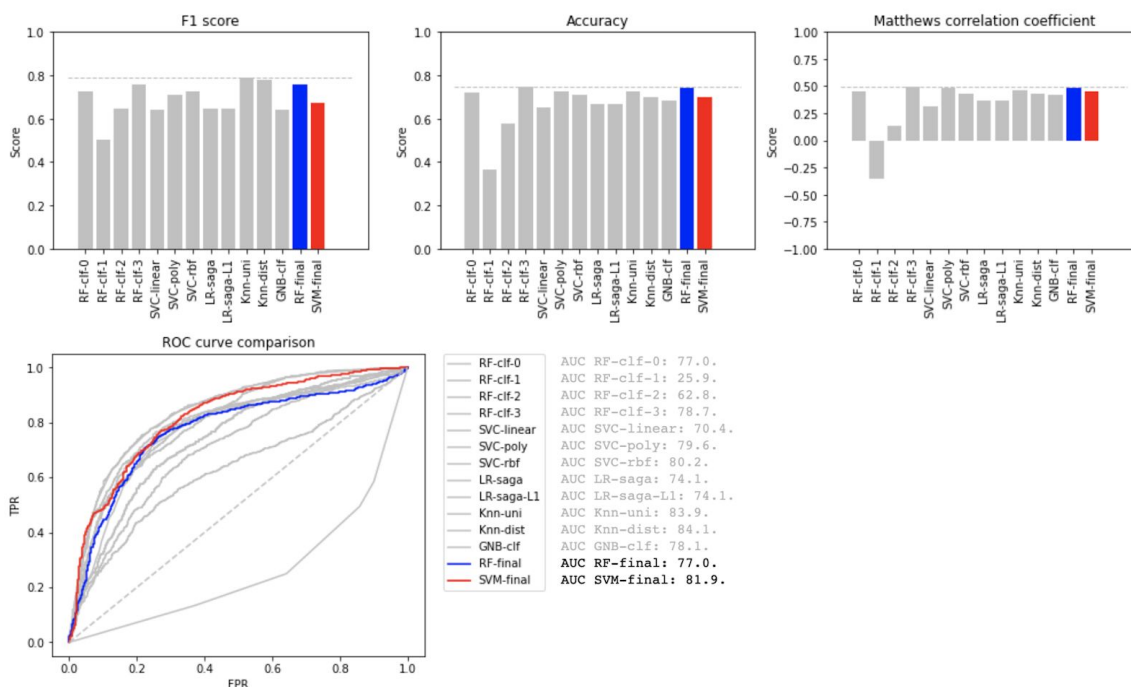 F1 score
1.0
0.8
0.6
0.4
0.2
0.0
Score
RF-clf-0
RF-clf-1
RF-clf-2
RF-clf-3
SVC-linear
SVC-poly
SVC-rbf
LR-saga
LR-saga-L1
Knn-uni
Knn-dist
GNB-clf
RF-final
SVM-final
Accuracy
1.0
0.8
0.6
0.4
0.2
0.0
Score
RF-clf-0
RF-clf-1
RF-clf-2
RF-clf-3
SVC-linear
SVC-poly
SVC-rbf
LR-saga
LR-saga-L1
Knn-uni
Knn-dist
GNB-clf
RF-final
SVM-final
Matthews correlation coefficient
1.00
0.75
0.50
0.25
0.00
−0.25
−0.50
−0.75
−1.00
Score
RF-clf-0
RF-clf-1
RF-clf-2
RF-clf-3
SVC-linear
SVC-poly
SVC-rbf
LR-saga
LR-saga-L1
Knn-uni
Knn-dist
GNB-clf
RF-final
SVM-final
ROC curve comparison
1.0
0.8
0.6
0.4
0.2
0.0
TPR
0.0 0.2 0.4 0.6 0.8 1.0
FPR
RF-clf-0 AUC RF-clf-0: 77.0.
RF-clf-1 AUC RF-clf-1: 25.9.
RF-clf-2 AUC RF-clf-2: 62.8.
RF-clf-3 AUC RF-clf-3: 78.7.
SVC-linear AUC SVC-linear: 70.4.
SVC-poly AUC SVC-poly: 79.6.
SVC-rbf AUC SVC-rbf: 80.2.
LR-saga AUC LR-saga: 74.1.
LR-saga-L1 AUC LR-saga-L1: 74.1.
Knn-uni AUC Knn-uni: 83.9.
Knn-dist AUC Knn-dist: 84.1.
GNB-clf AUC GNB-clf: 78.1.
RF-final AUC RF-final: 77.0.
SVM-final AUC SVM-final: 81.9.